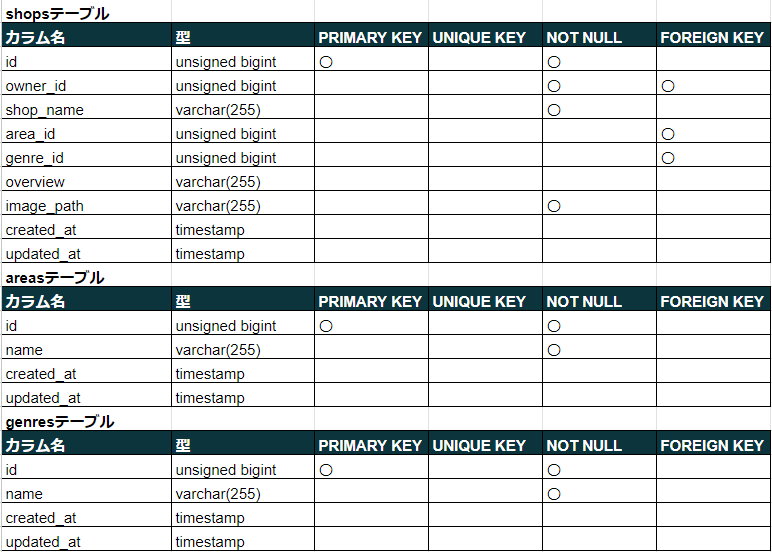 shopsテーブル
カラム名 型 PRIMARY KEY UNIQUE KEY NOT NULL FOREIGN KEY
id unsigned bigint ○ ○
owner_id unsigned bigint ○ ○
shop_name varchar(255) ○
area_id unsigned bigint ○
genre_id unsigned bigint ○
overview varchar(255)
image_path varchar(255) ○
created_at timestamp
updated_at timestamp
areasテーブル
カラム名 型 PRIMARY KEY UNIQUE KEY NOT NULL FOREIGN KEY
id unsigned bigint ○ ○
name varchar(255) ○
created_at timestamp
updated_at timestamp
genresテーブル
カラム名 型 PRIMARY KEY UNIQUE KEY NOT NULL FOREIGN KEY
id unsigned bigint ○ ○
name varchar(255) ○
created_at timestamp
updated_at timestamp